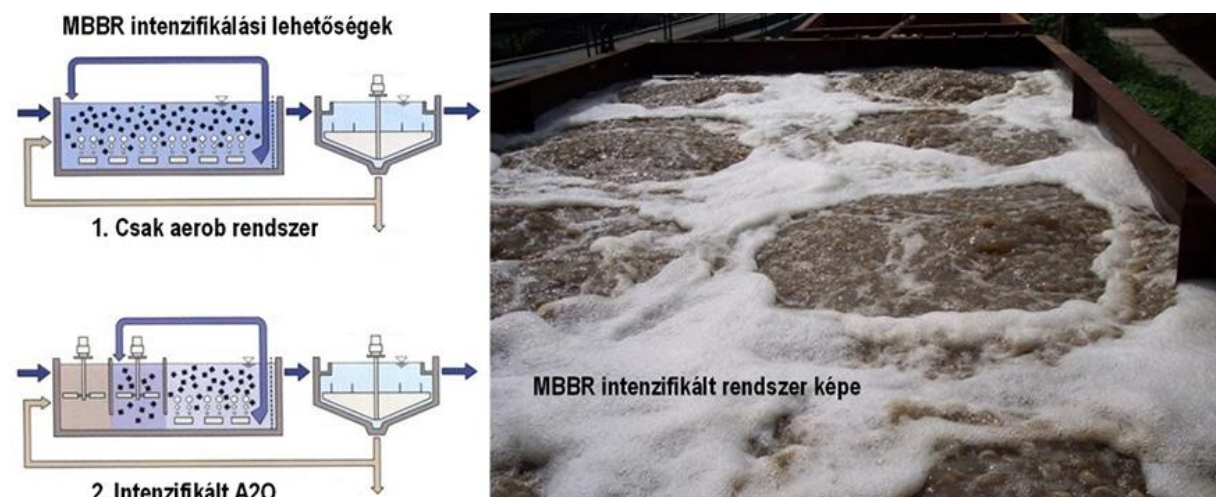 MBBR intenzifikálási lehetőségek
1. Csak aerob rendszer
2. Intenzifikált A2O
MBBR intenzifikált rendszer képe